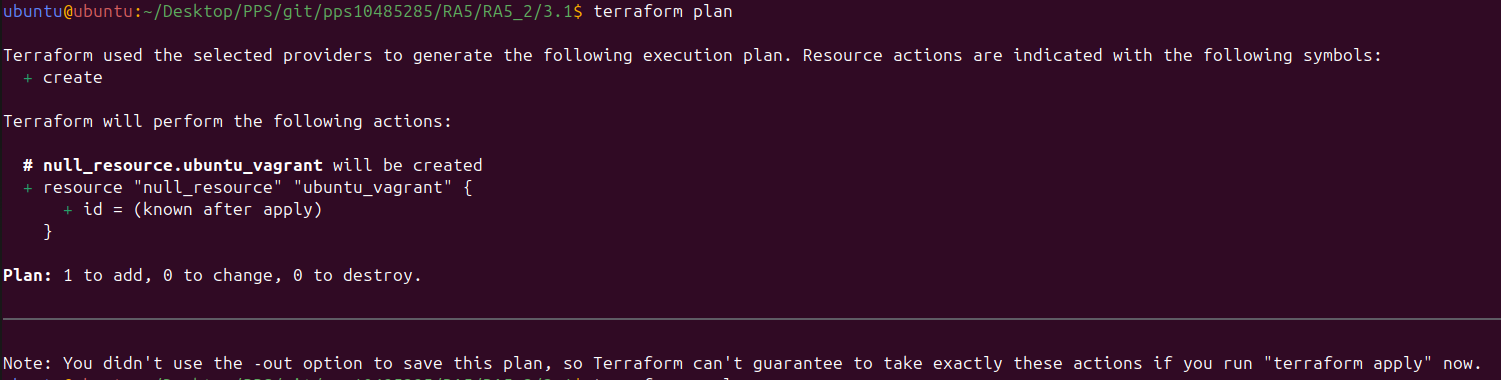 ubuntu@ubuntu:~/Desktop/PPS/git/pps10485285/RA5/RA5_2/3.1$ terraform plan
Terraform used the selected providers to generate the following execution plan. Resource actions are indicated with the following symbols:
+ create
Terraform will perform the following actions:
# null_resource.ubuntu_vagrant will be created
+ resource "null_resource" "ubuntu_vagrant" {
+ id = (known after apply)
}
Plan: 1 to add, 0 to change, 0 to destroy.
Note: You didn't use the -out option to save this plan, so Terraform can't guarantee to take exactly these actions if you run "terraform apply" now.